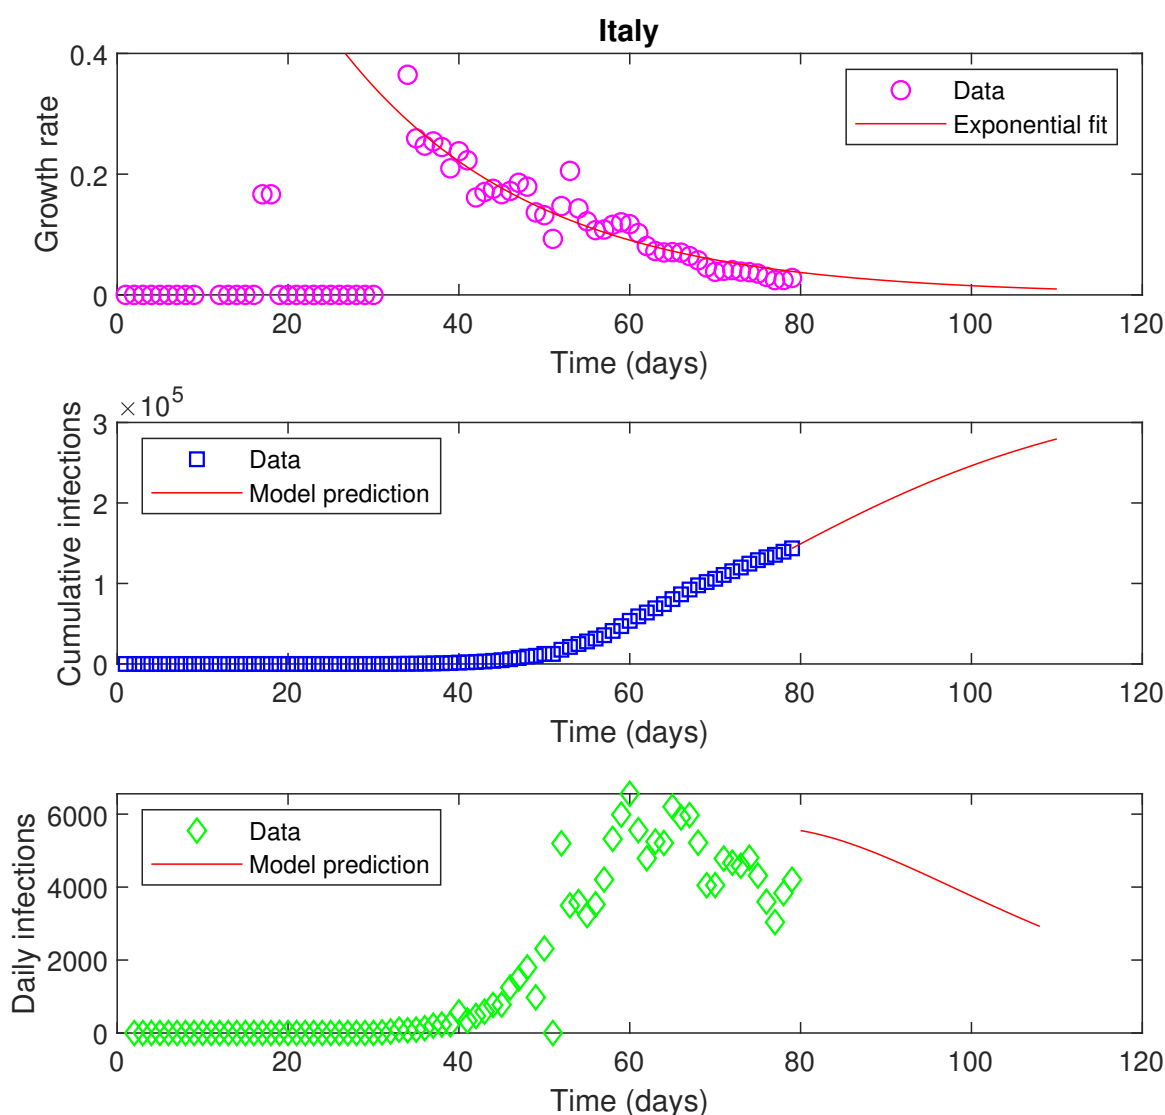 Italy
0.4
0.2
0
Growth rate
Data
Exponential fit
0 20 40 60 80 100 120
Time (days)
×10^5
3
2
1
0
Cumulative infections
Data
Model prediction
0 20 40 60 80 100 120
Time (days)
6000
4000
2000
0
Daily infections
Data
Model prediction
0 20 40 60 80 100 120
Time (days)